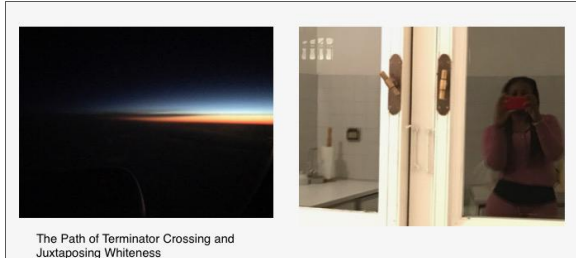 The Path of Terminator Crossing and
Juxtaposing Whiteness